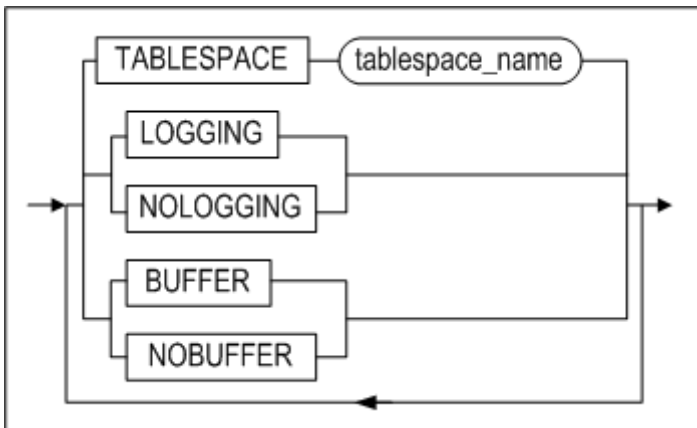 TABLESPACE tablespace_name
LOGGING
NOLOGGING
BUFFER
NOBUFFER